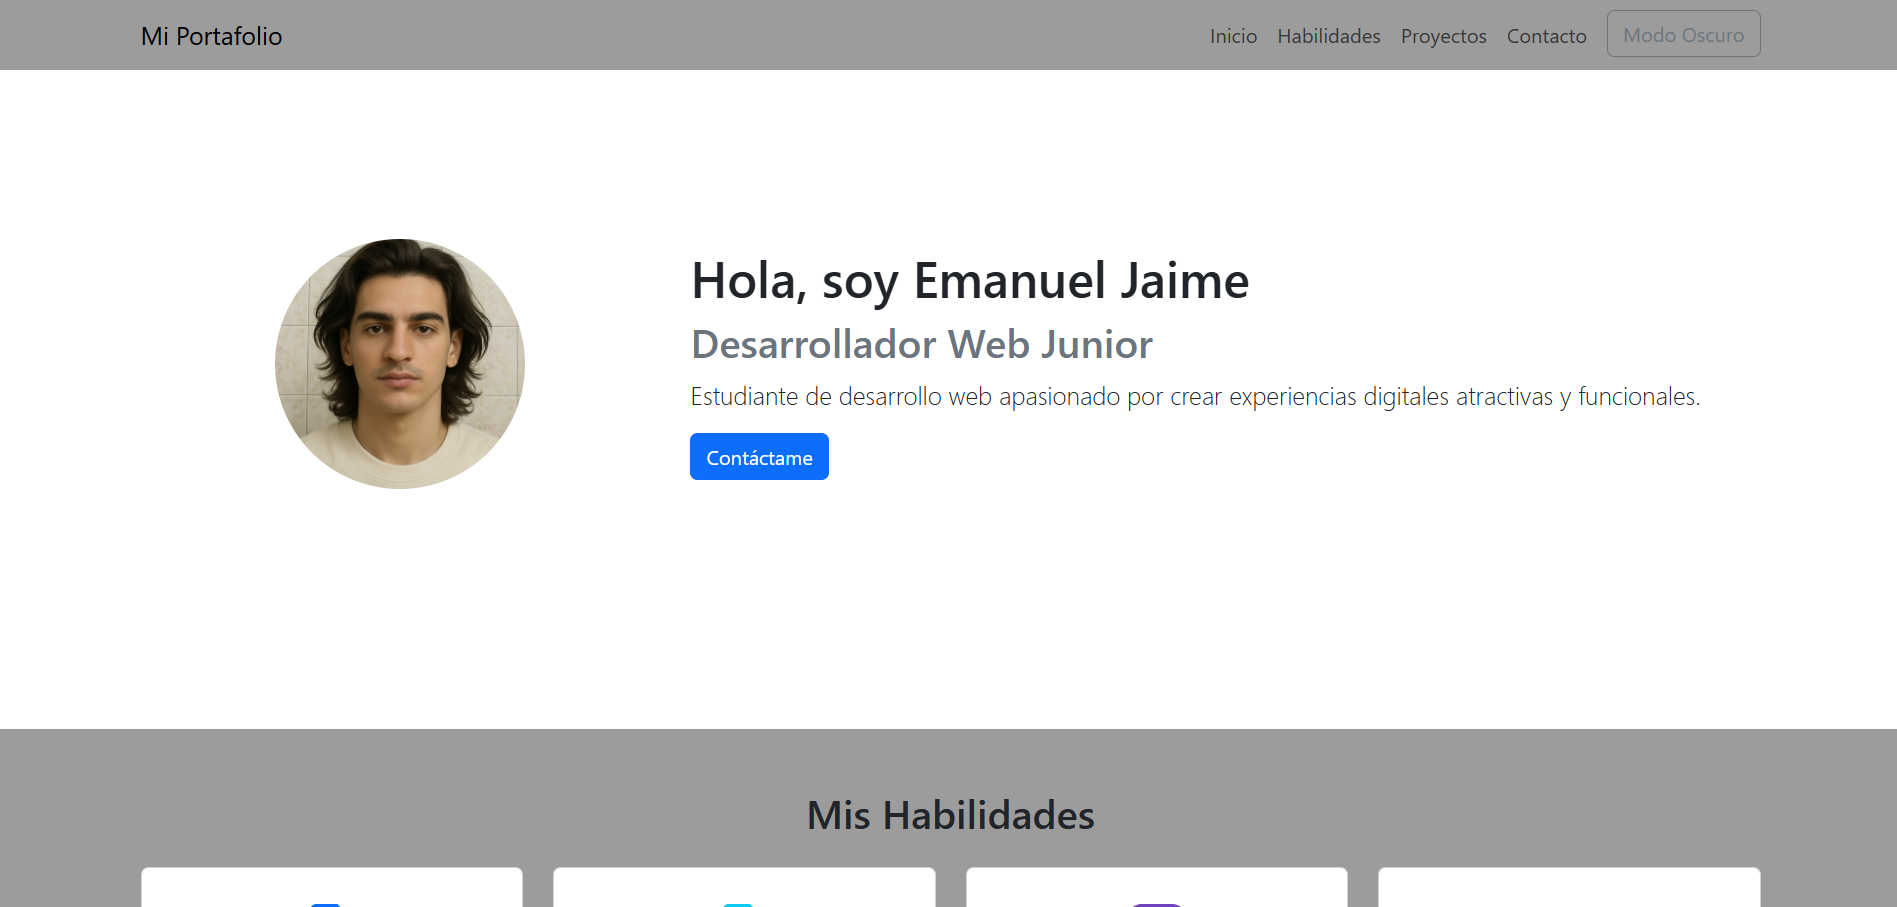 Mi Portafolio
Inicio Habilidades Proyectos Contacto Modo Oscuro
Hola, soy Emanuel Jaime
Desarrollador Web Junior
Estudiante de desarrollo web apasionado por crear experiencias digitales atractivas y funcionales.
Contáctame
Mis Habilidades